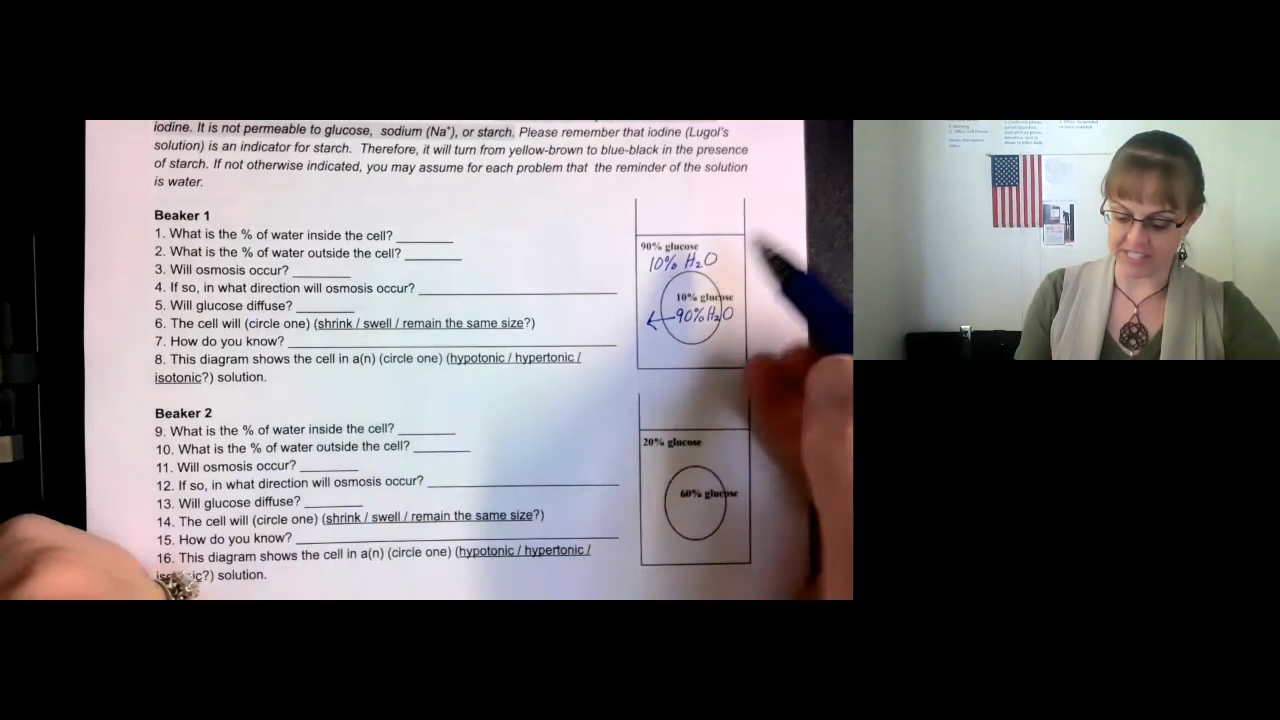 iodine. It is not permeable to glucose, sodium (Na⁺), or starch. Please remember that iodine (Lugol's
solution) is an indicator for starch. Therefore, it will turn from yellow-brown to blue-black in the presence
of starch. If not otherwise indicated, you may assume for each problem that the reminder of the solution
is water.
Beaker 1
1. What is the % of water inside the cell? ________
2. What is the % of water outside the cell? ________
3. Will osmosis occur? ________
4. If so, in what direction will osmosis occur? ________
5. Will glucose diffuse? ________
6. The cell will (circle one) (shrink / swell / remain the same size?)
7. How do you know? ________
8. This diagram shows the cell in a(n) (circle one) (hypotonic / hypertonic /
isotonic?) solution.
90% glucose
10% H₂O
10% glucose
90% H₂O
Beaker 2
9. What is the % of water inside the cell? ________
10. What is the % of water outside the cell? ________
11. Will osmosis occur? ________
12. If so, in what direction will osmosis occur? ________
13. Will glucose diffuse? ________
14. The cell will (circle one) (shrink / swell / remain the same size?)
15. How do you know? ________
16. This diagram shows the cell in a(n) (circle one) (hypotonic / hypertonic /
?) solution.
20% glucose
60% glucose